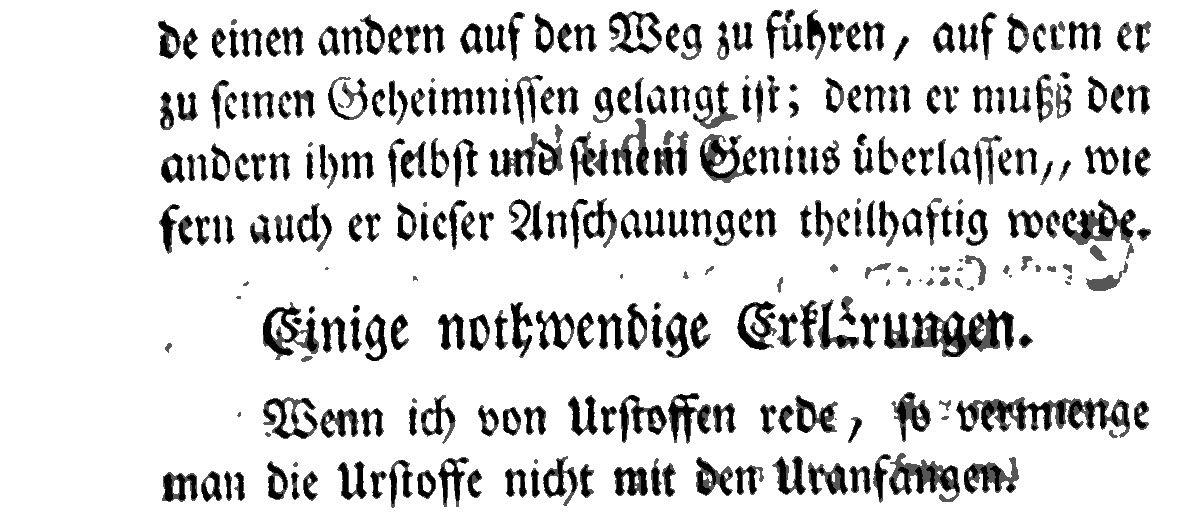 de einen andern auf den Weg zu führen, auf dem er
zu seinen Geheimnissen gelangt ist; denn er muß den
andern ihm selbst und seinem Genius überlassen, wie
fern auch er dieser Anschauungen theilhaftig werde.
Einige nothwendige Erklärungen.
Wenn ich von Urstoffen rede, so vermenge
man die Urstoffe nicht mit den Uranfängen.